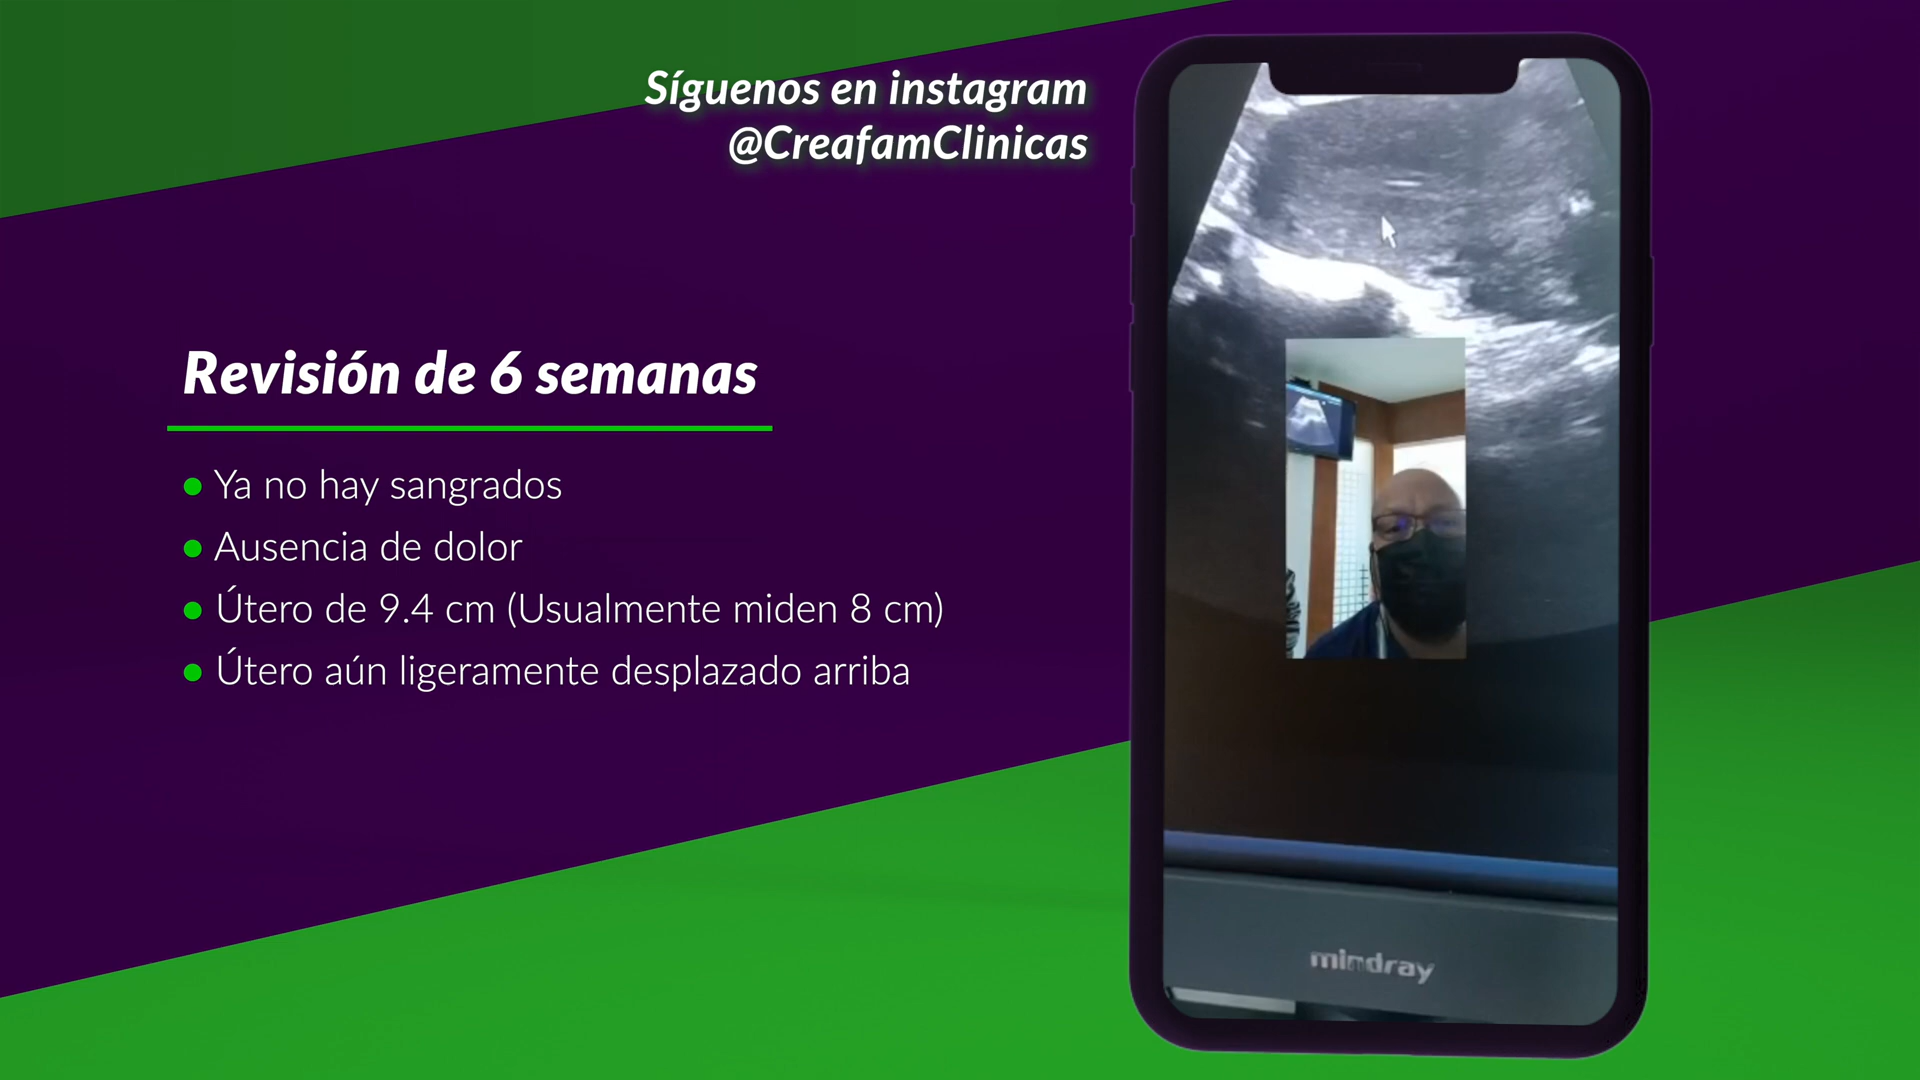 Síguenos en instagram
@CreafamClinicas
Revisión de 6 semanas
Ya no hay sangrados
Ausencia de dolor
Útero de 9.4 cm (Usualmente miden 8 cm)
Útero aún ligeramente desplazado arriba
mindray